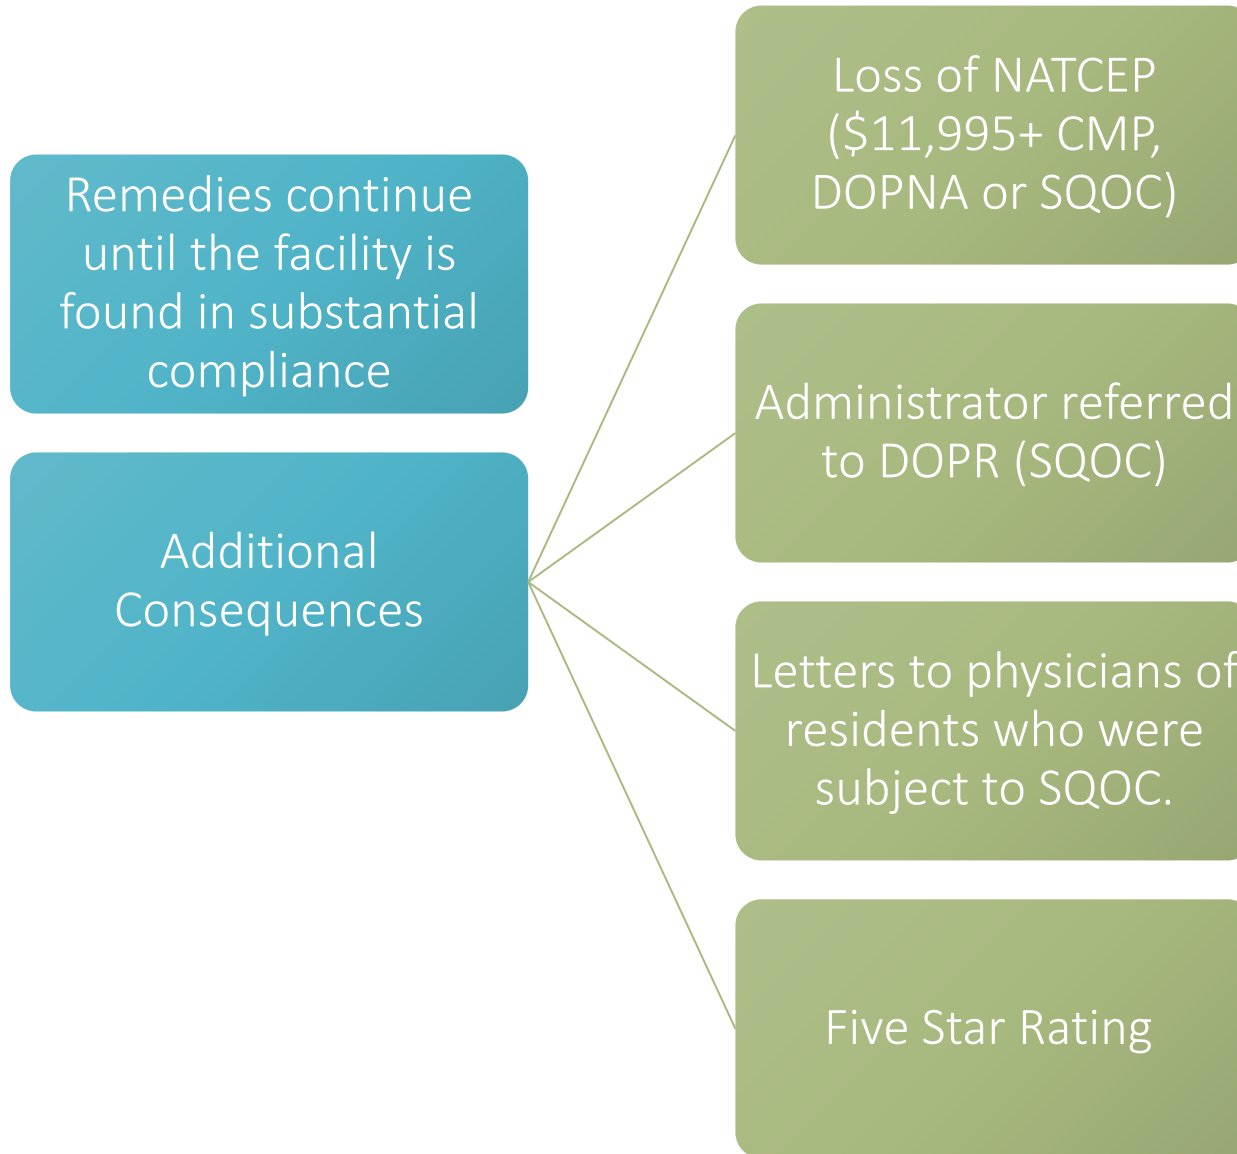 Remedies continue
until the facility is
found in substantial
compliance
Additional
Consequences
Loss of NATCEP
($11,995+ CMP,
DOPNA or SQOC)
Administrator referred
to DOPR (SQOC)
Letters to physicians of
residents who were
subject to SQOC.
Five Star Rating